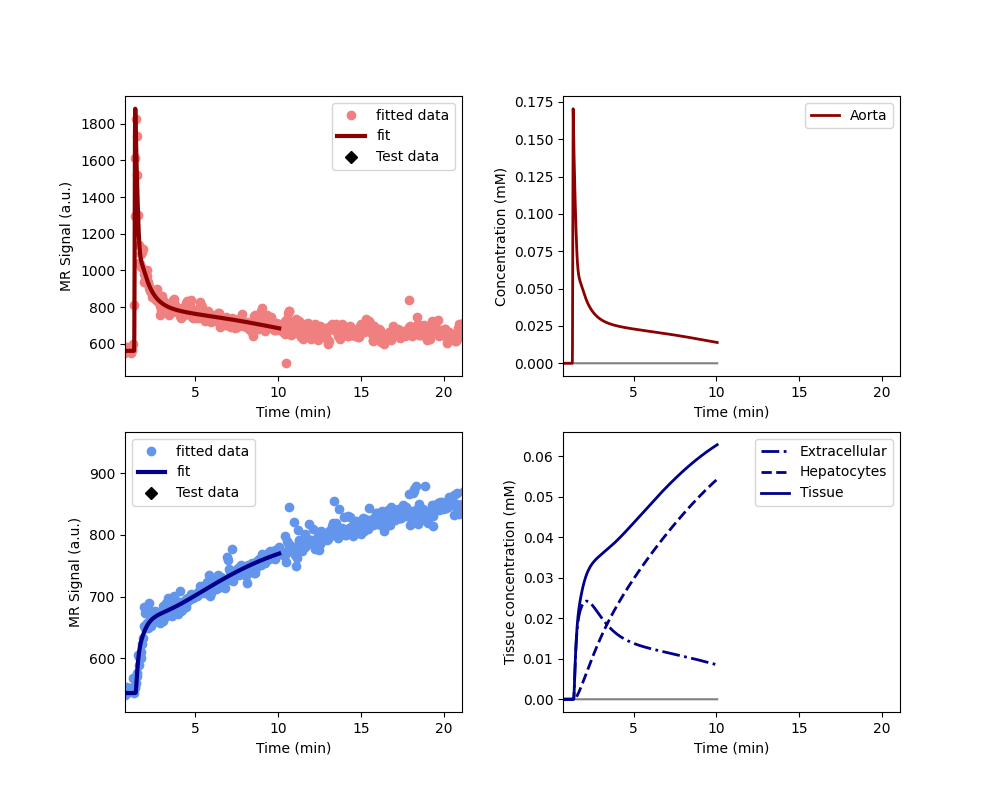 MR Signal (a.u.)
1800
1600
1400
1200
1000
800
600
fitted data
fit
Test data
5 10 15 20
Time (min)
Concentration (mM)
0.175
0.150
0.125
0.100
0.075
0.050
0.025
0.000
Aorta
5 10 15 20
Time (min)
MR Signal (a.u.)
900
800
700
600
fitted data
fit
Test data
5 10 15 20
Time (min)
Tissue concentration (mM)
0.06
0.05
0.04
0.03
0.02
0.01
0.00
Extracellular
Hepatocytes
Tissue
5 10 15 20
Time (min)